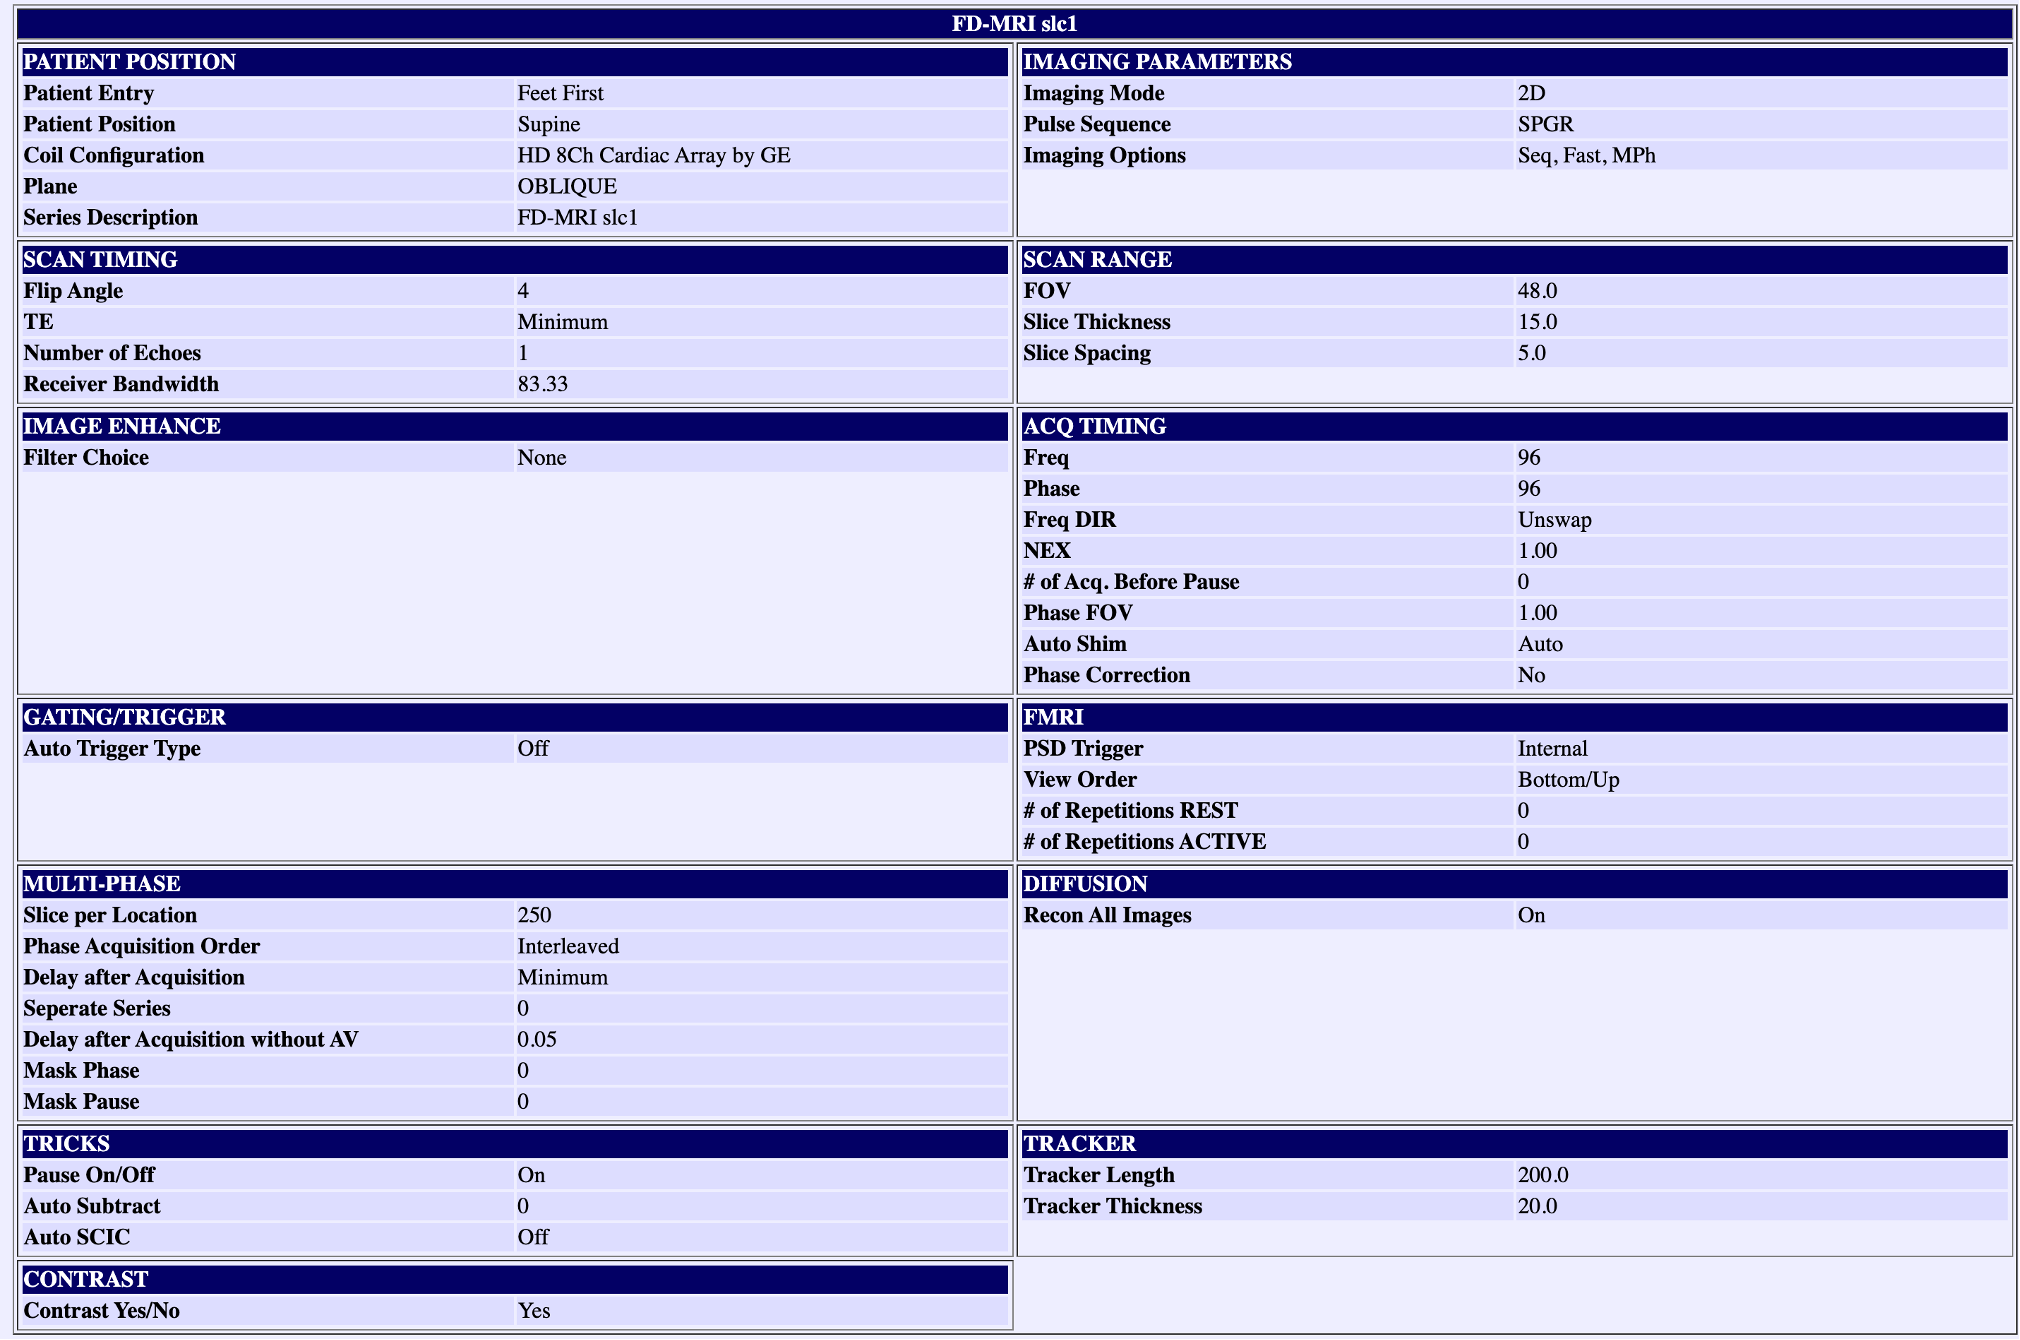 FD-MRI slc1
PATIENT POSITION
Patient Entry Feet First
Patient Position Supine
Coil Configuration HD 8Ch Cardiac Array by GE
Plane OBLIQUE
Series Description FD-MRI slc1
IMAGING PARAMETERS
Imaging Mode 2D
Pulse Sequence SPGR
Imaging Options Seq, Fast, MPh
SCAN TIMING
Flip Angle 4
TE Minimum
Number of Echoes 1
Receiver Bandwidth 83.33
SCAN RANGE
FOV 48.0
Slice Thickness 15.0
Slice Spacing 5.0
IMAGE ENHANCE
Filter Choice None
ACQ TIMING
Freq 96
Phase 96
Freq DIR Unswap
NEX 1.00
# of Acq. Before Pause 0
Phase FOV 1.00
Auto Shim Auto
Phase Correction No
GATING/TRIGGER
Auto Trigger Type Off
FMRI
PSD Trigger Internal
View Order Bottom/Up
# of Repetitions REST 0
# of Repetitions ACTIVE 0
MULTI-PHASE
Slice per Location 250
Phase Acquisition Order Interleaved
Delay after Acquisition Minimum
Seperate Series 0
Delay after Acquisition without AV 0.05
Mask Phase 0
Mask Pause 0
DIFFUSION
Recon All Images On
TRICKS
Pause On/Off On
Auto Subtract 0
Auto SCIC Off
TRACKER
Tracker Length 200.0
Tracker Thickness 20.0
CONTRAST
Contrast Yes/No Yes